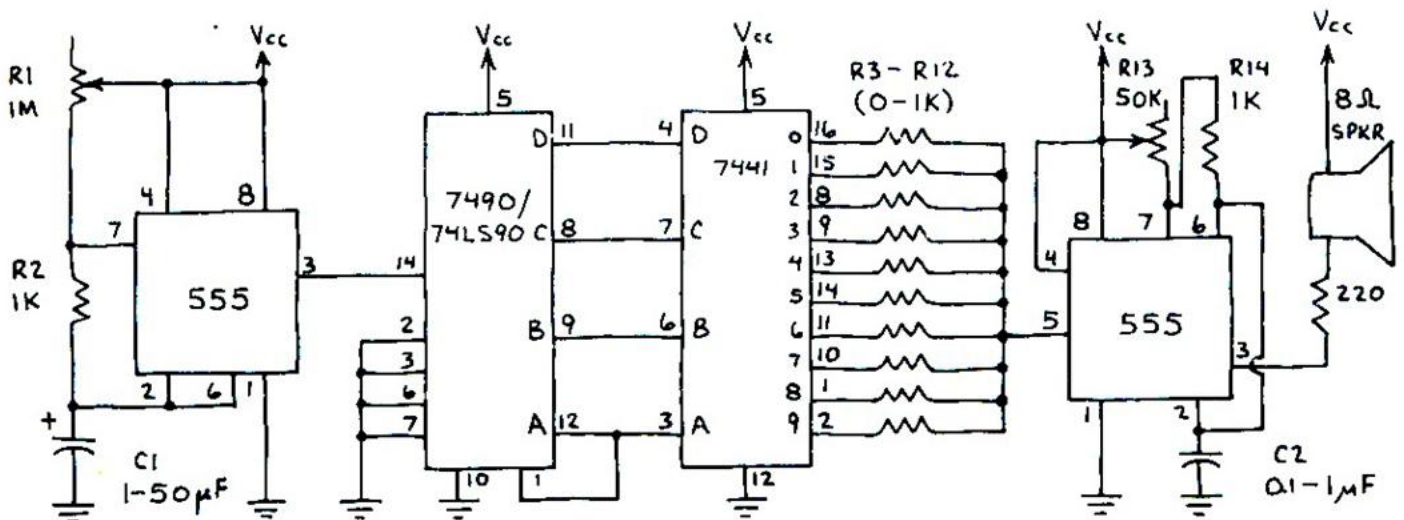 R1
1M
Vcc
4
8
7
R2
1K
555
3
2
6
1
+
C1
1-50µF
Vcc
5
D
11
7490/
74LS90
C
8
14
2
3
6
7
B
9
A
12
10
1
Vcc
5
4
D
7441
7
C
6
B
3
A
12
0
16
1
15
2
8
3
9
4
13
5
14
6
11
7
10
8
1
9
2
R3-R12
(0-1K)
Vcc
R13
50K
R14
1K
8
7
6
4
5
555
3
1
2
C2
0.1-1µF
Vcc
8Ω
SPKR
220